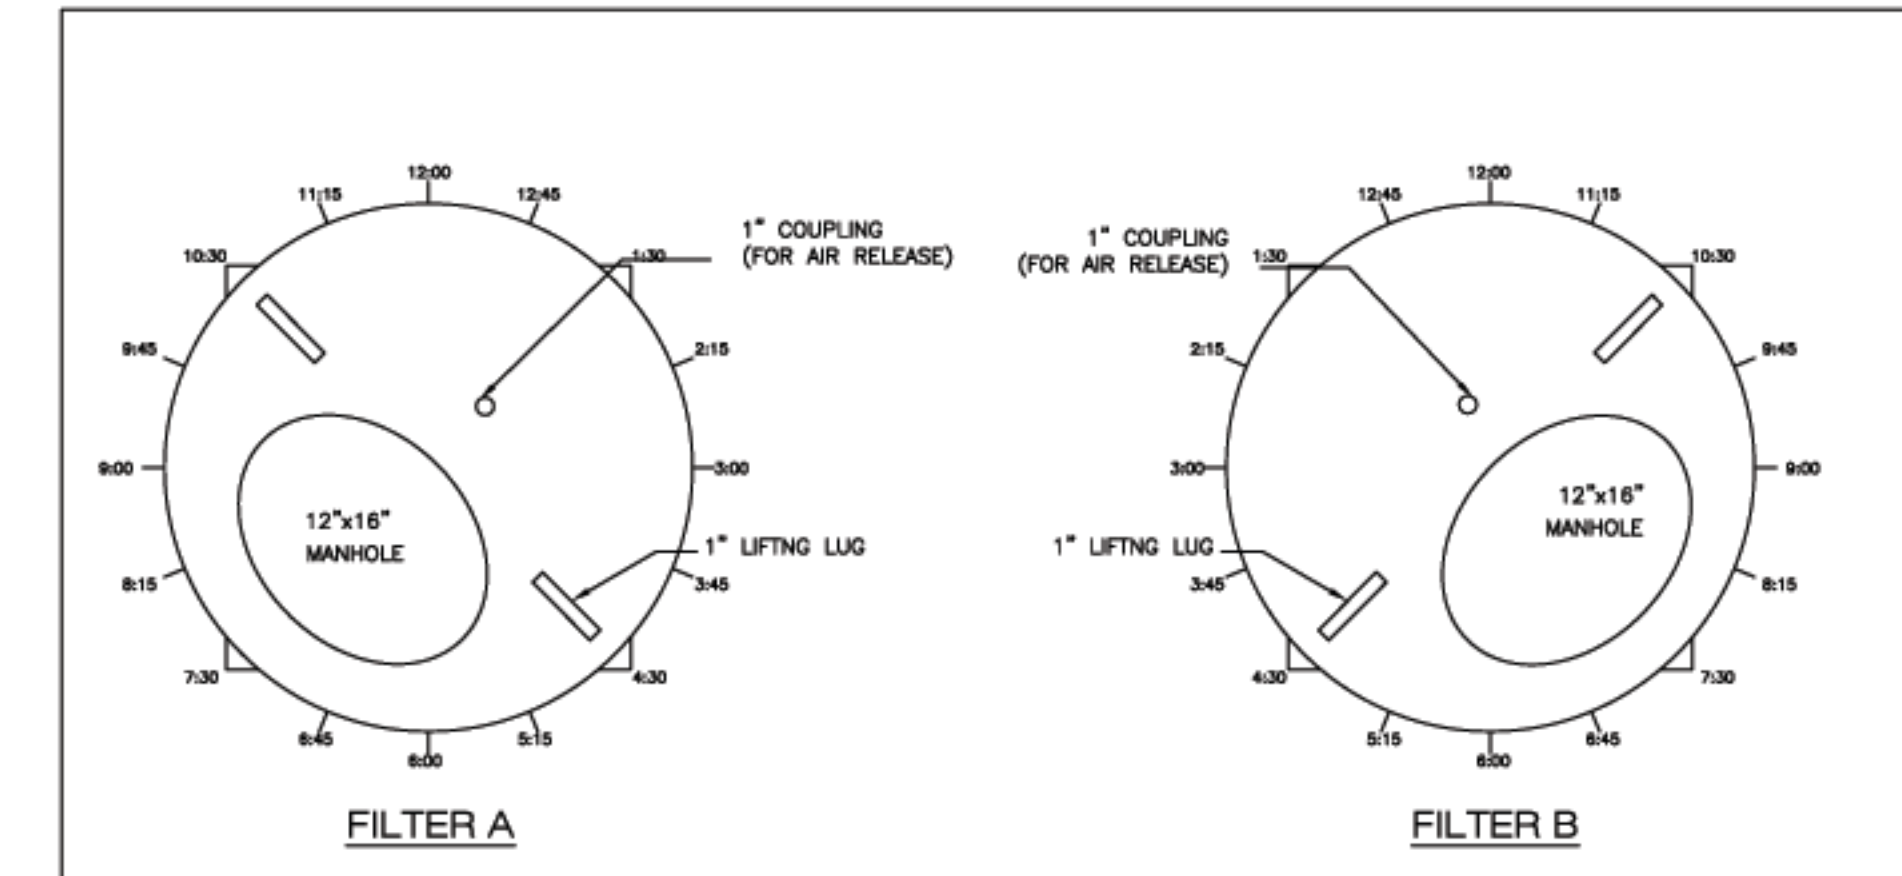 12:00
11:15
12:45
10:30
1:30
1" COUPLING
(FOR AIR RELEASE)
9:45
2:15
9:00
3:00
12"x16"
MANHOLE
1" LIFTNG LUG
8:15
3:45
7:30
4:30
6:45
5:15
6:00
FILTER A
12:00
12:45
11:15
1" COUPLING
(FOR AIR RELEASE)
1:30
10:30
2:15
9:45
3:00
9:00
12"x16"
MANHOLE
1" LIFTNG LUG
3:45
8:15
4:30
7:30
5:15
6:45
6:00
FILTER B